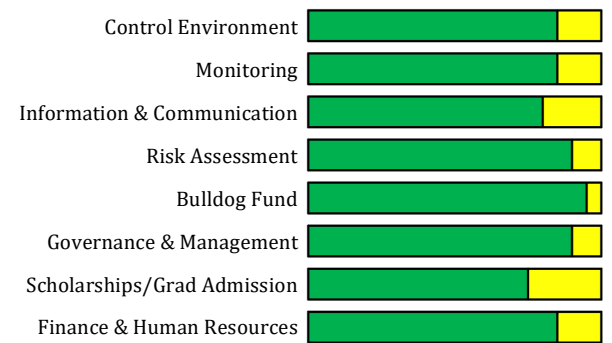 Control Environment
Monitoring
Information & Communication
Risk Assessment
Bulldog Fund
Governance & Management
Scholarships/Grad Admission
Finance & Human Resources